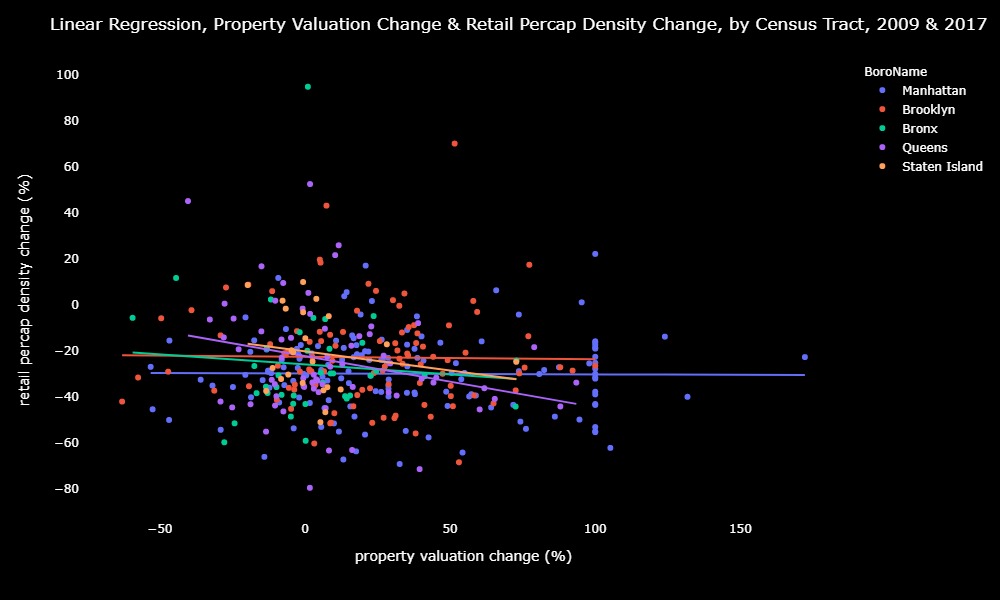 Linear Regression, Property Valuation Change & Retail Percap Density Change, by Census Tract, 2009 & 2017
BoroName
Manhattan
Brooklyn
Bronx
Queens
Staten Island
100
80
60
40
20
0
−20
−40
−60
−80
retail percap density change (%)
−50
0
50
100
150
property valuation change (%)